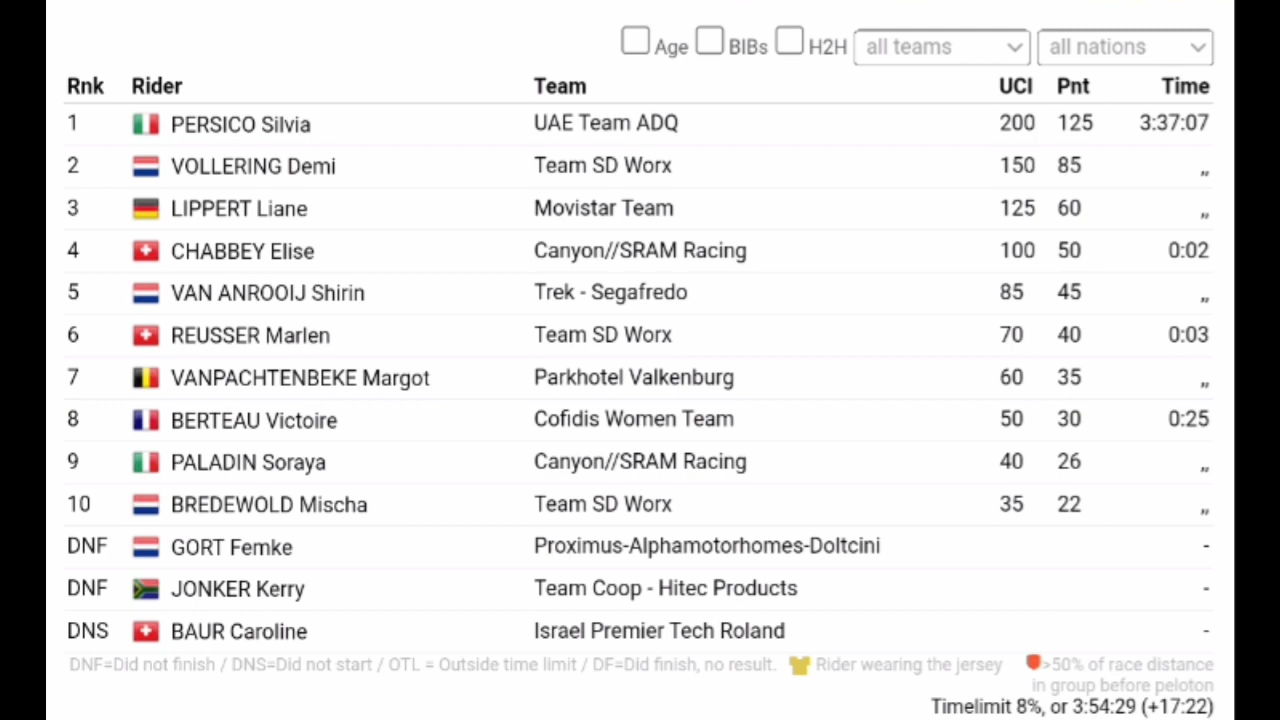 Age BIBs H2H all teams all nations
Rnk Rider Team UCI Pnt Time
1 PERSICO Silvia UAE Team ADQ 200 125 3:37:07
2 VOLLERING Demi Team SD Worx 150 85 ,,
3 LIPPERT Liane Movistar Team 125 60 ,,
4 CHABBEY Elise Canyon//SRAM Racing 100 50 0:02
5 VAN ANROOIJ Shirin Trek - Segafredo 85 45 ,,
6 REUSSER Marlen Team SD Worx 70 40 0:03
7 VANPACHTENBEKE Margot Parkhotel Valkenburg 60 35 ,,
8 BERTEAU Victoire Cofidis Women Team 50 30 0:25
9 PALADIN Soraya Canyon//SRAM Racing 40 26 ,,
10 BREDEWOLD Mischa Team SD Worx 35 22 ,,
DNF GORT Femke Proximus-Alphamotorhomes-Doltcini -
DNF JONKER Kerry Team Coop - Hitec Products -
DNS BAUR Caroline Israel Premier Tech Roland -
DNF=Did not finish / DNS=Did not start / OTL = Outside time limit / DF=Did finish, no result. Rider wearing the jersey >50% of race distance
in group before peloton
Timelimit 8%, or 3:54:29 (+17:22)